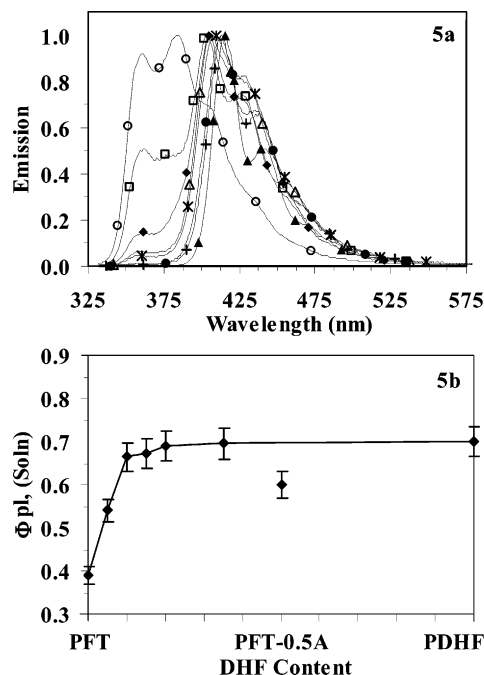 5a
1.0
0.8
0.6
0.4
0.2
0.0
Emission
325 375 425 475 525 575
Wavelength (nm)
5b
0.9
0.8
0.7
0.6
0.5
0.4
0.3
Φpl, (Soln)
PFT PFT-0.5A PDHF
DHF Content